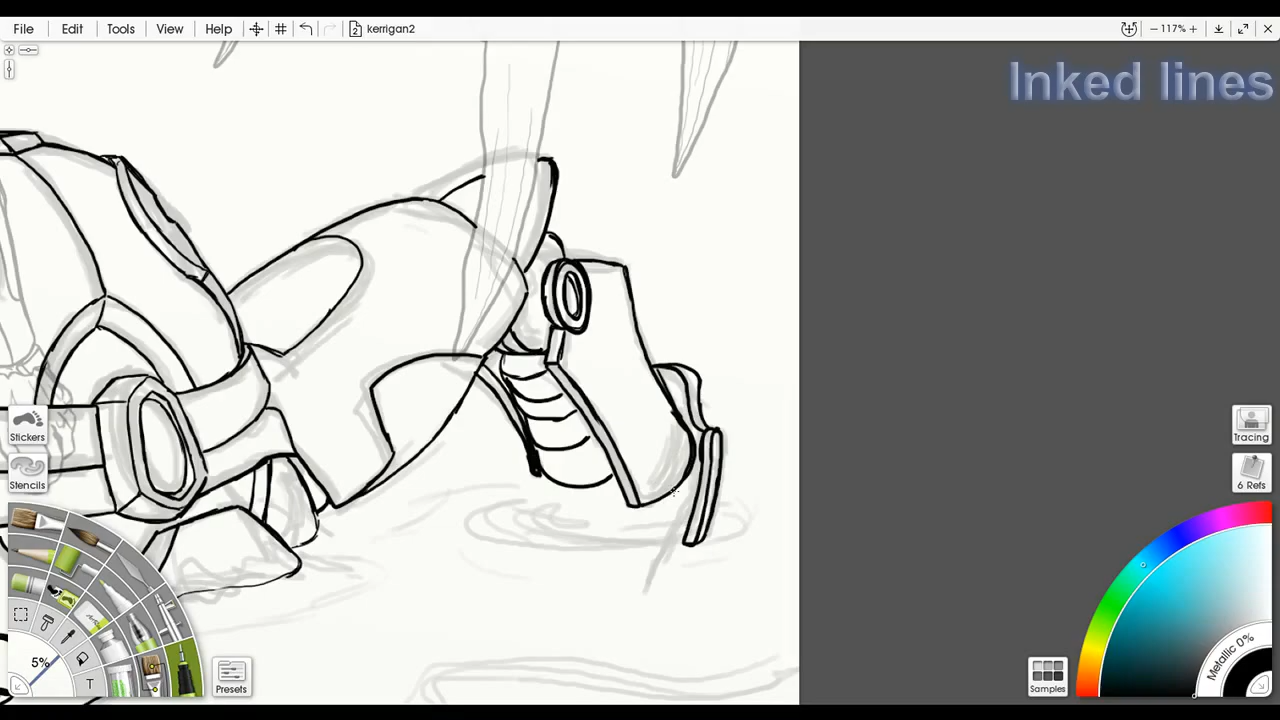 File Edit Tools View Help kerrigan2 − 117% +
Inked lines
Stickers
Tracing
Stencils
6 Refs
5%
T
Presets
Samples
Metallic 0%